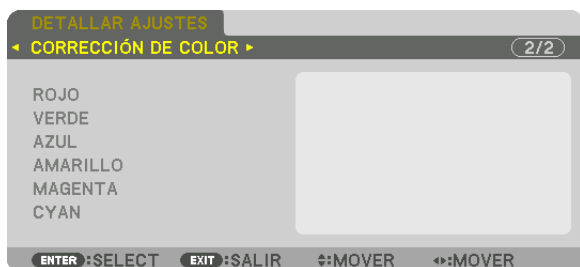 DETALLAR AJUSTES
CORRECCIÓN DE COLOR
2/2
ROJO
VERDE
AZUL
AMARILLO
MAGENTA
CYAN
ENTER :SELECT EXIT :SALIR :MOVER :MOVER